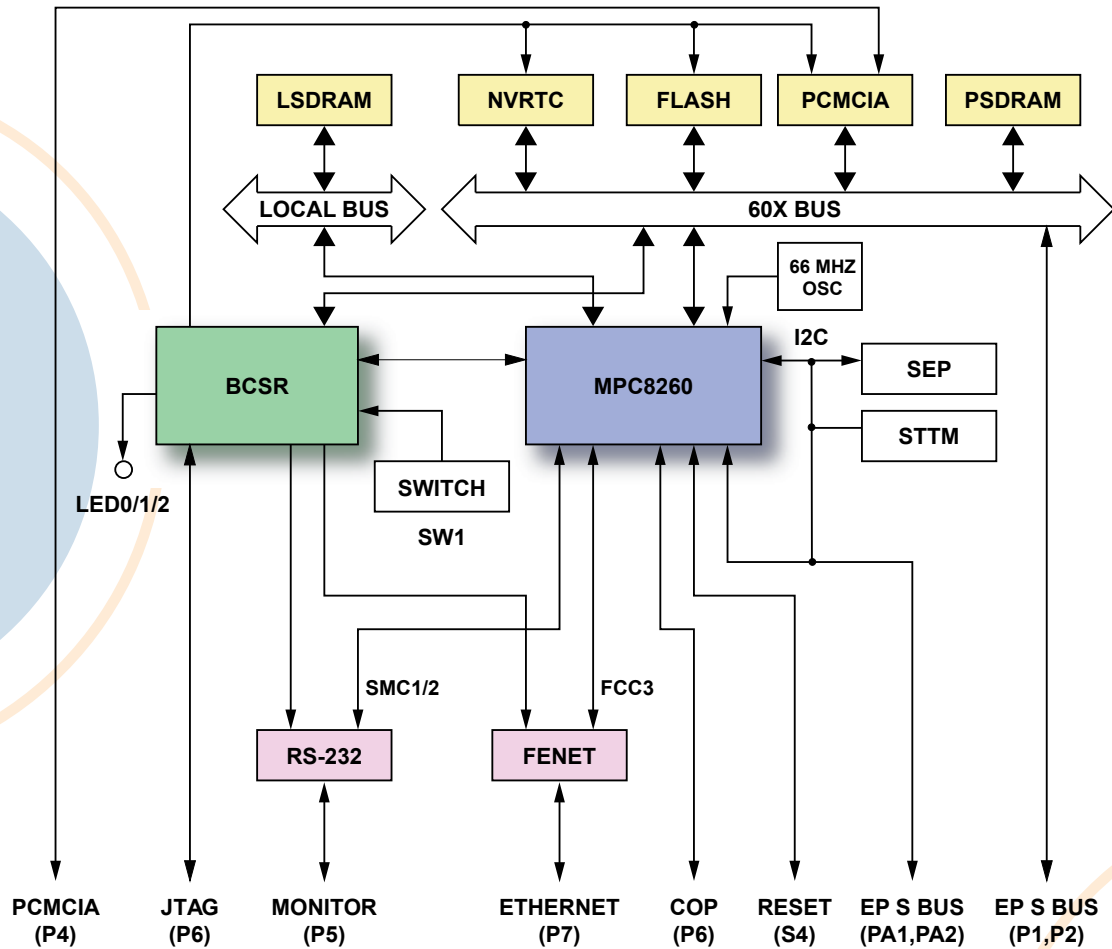 LSDRAM
NVRTC
FLASH
PCMCIA
PSDRAM
LOCAL BUS
60X BUS
66 MHZ
OSC
I2C
BCSR
MPC8260
SEP
STTM
LED0/1/2
SWITCH
SW1
SMC1/2
FCC3
RS-232
FENET
PCMCIA
(P4)
JTAG
(P6)
MONITOR
(P5)
ETHERNET
(P7)
COP
(P6)
RESET
(S4)
EP S BUS
(PA1,PA2)
EP S BUS
(P1,P2)